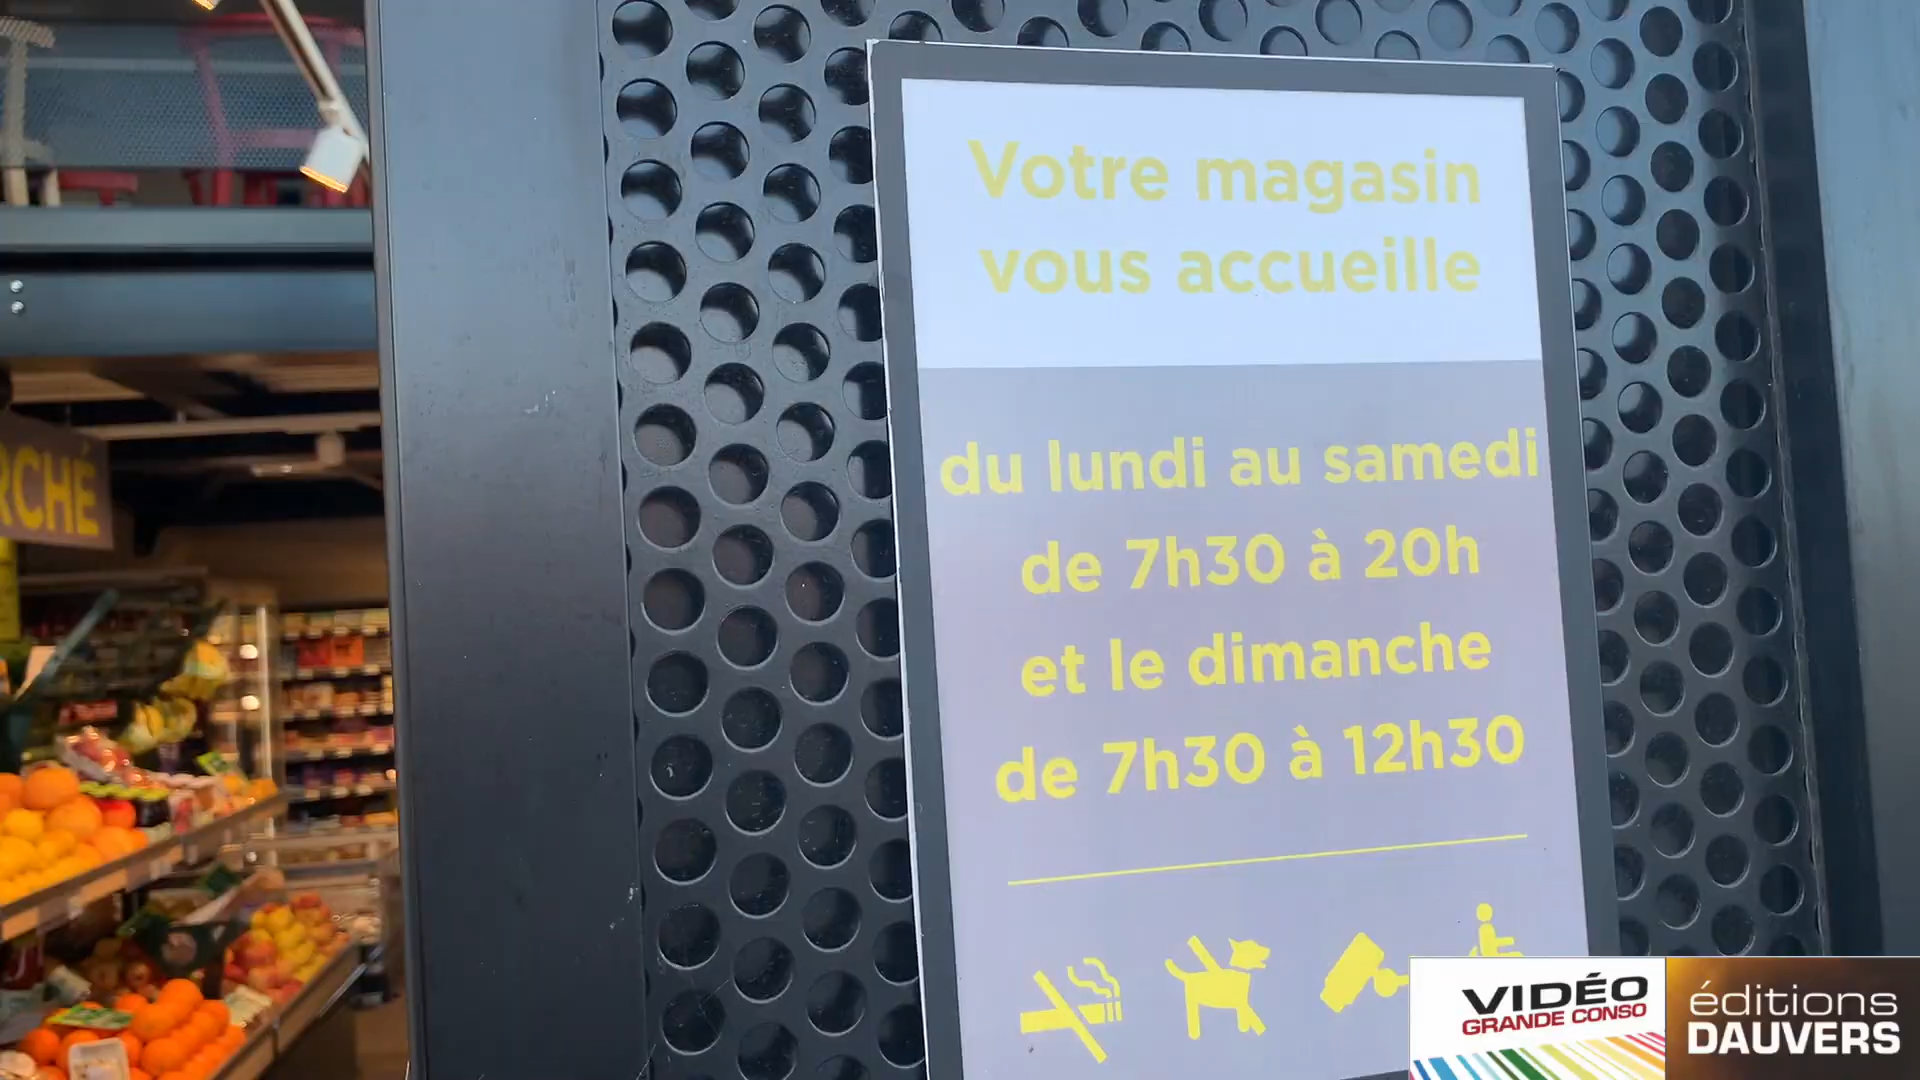 RCHÉ
Votre magasin
vous accueille
du lundi au samedi
de 7h30 à 20h
et le dimanche
de 7h30 à 12h30
VIDÉO
GRANDE CONSO
éditions
DAUVERS